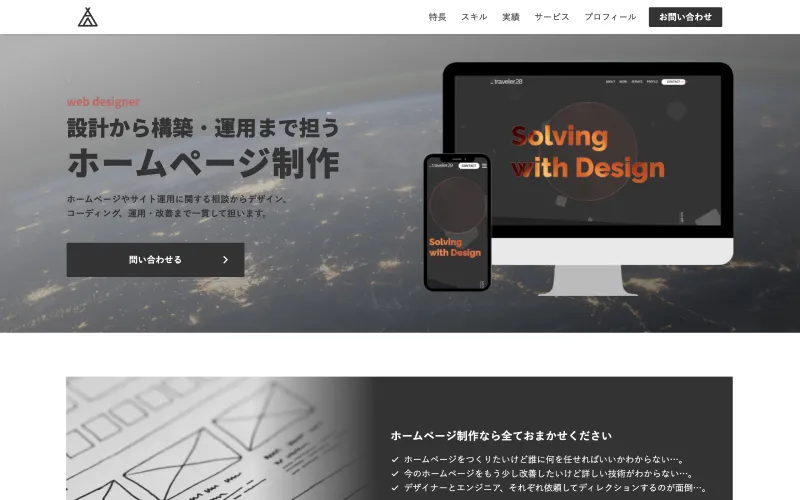 特長 スキル 実績 サービス プロフィール お問い合わせ
web designer
設計から構築・運用まで担う
ホームページ制作
ホームページやサイト運用に関する相談からデザイン、
コーディング、運用・改善まで一貫して担います。
問い合わせる
traveler28
ABOUT WORK SERVICE PROFILE CONTACT
Solving
with Design
CONTACT
Solving
with Design
ホームページ制作なら全ておまかせください
ホームページをつくりたいけど誰に何を任せればいいかわからない…。
今のホームページをもう少し改善したいけど詳しい技術がわからない…。
デザイナーとエンジニア、それぞれ依頼してディレクションするのが面倒…。